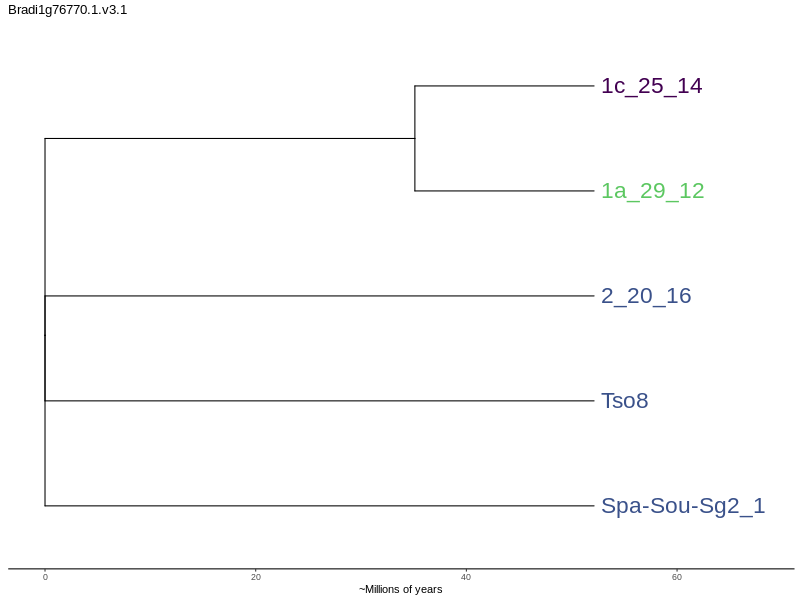 Bradi1g76770.1.v3.1
1c_25_14
1a_29_12
2_20_16
Tso8
Spa-Sou-Sg2_1
0 20 40 60
~Millions of years